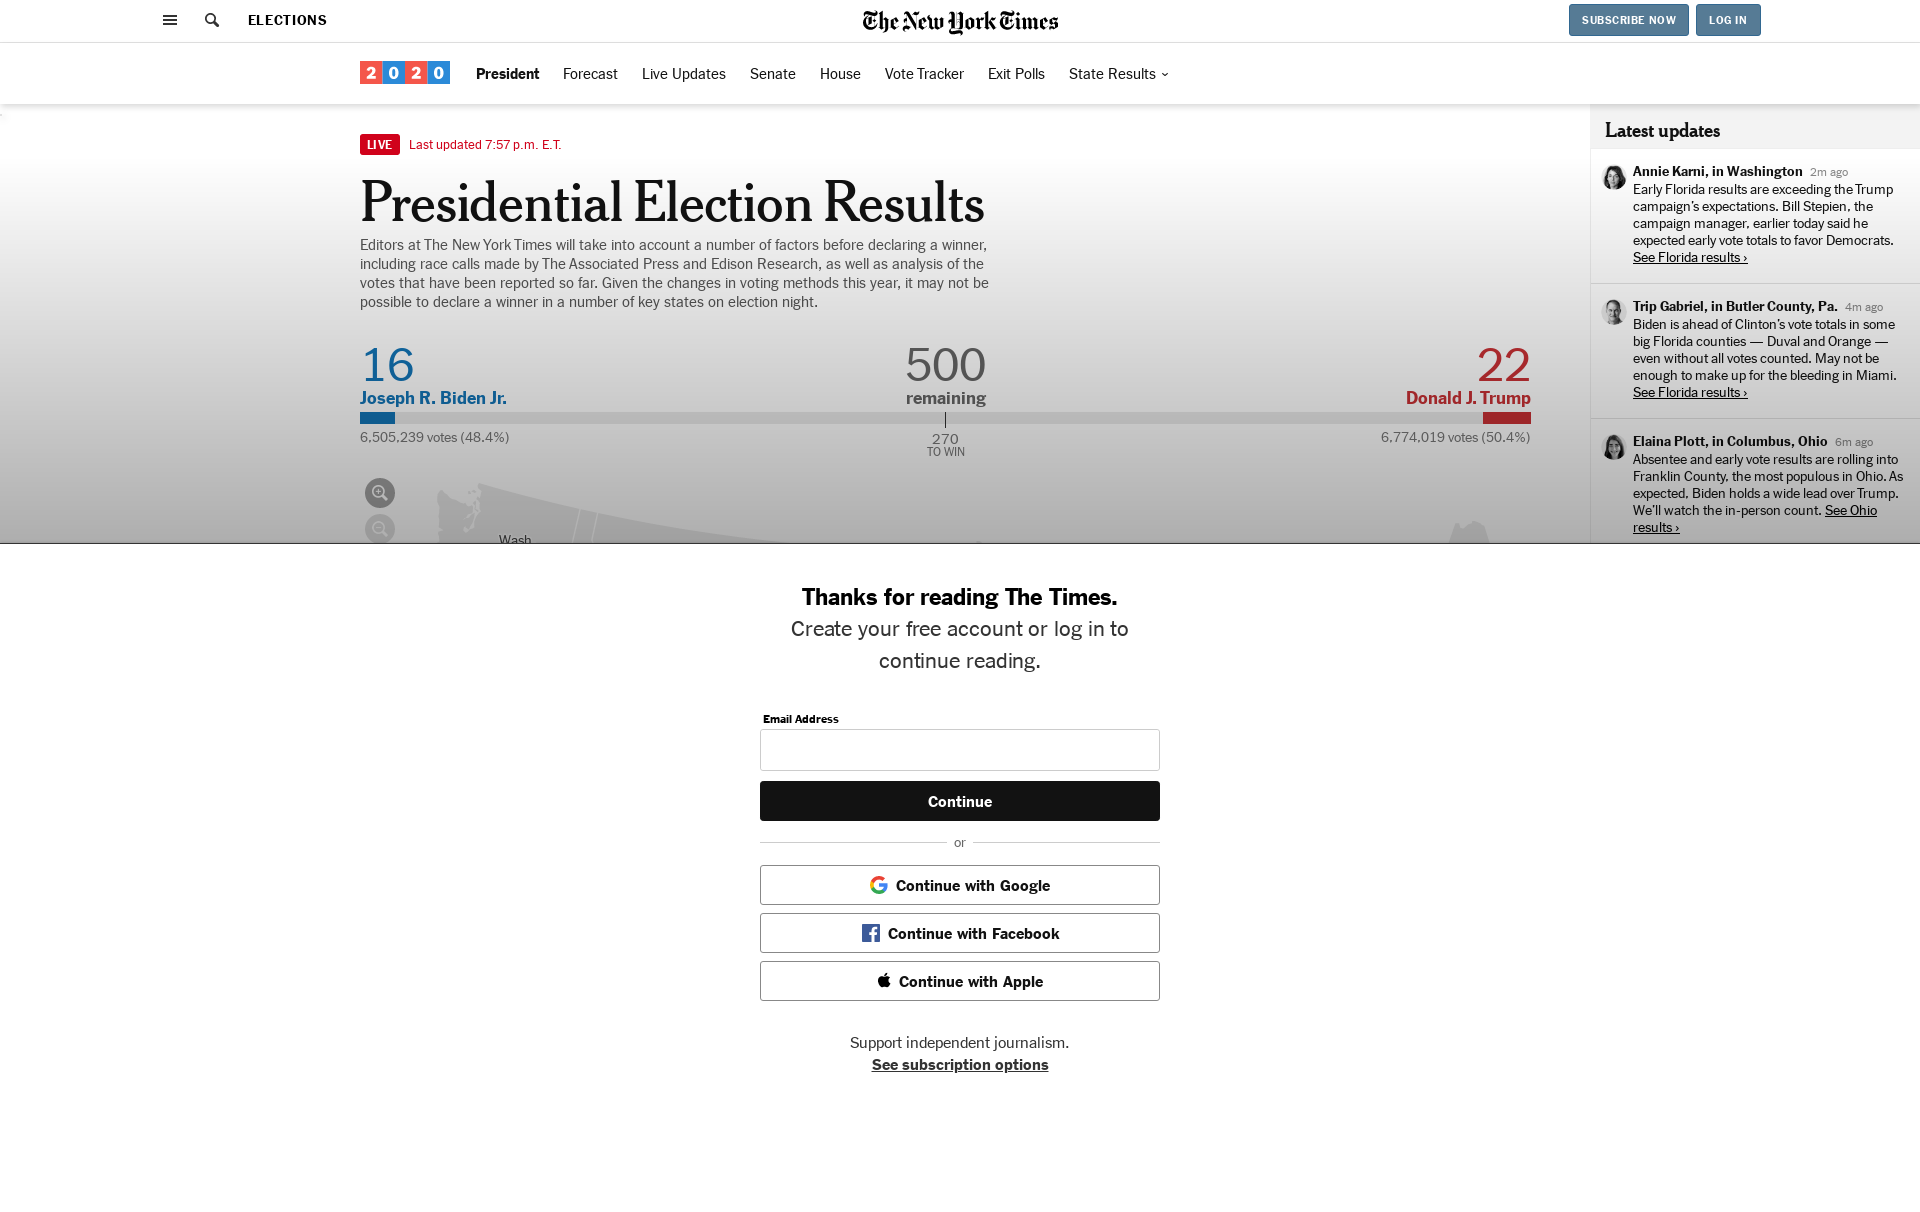 ELECTIONS
The New York Times
SUBSCRIBE NOW
LOG IN
2020
President
Forecast
Live Updates
Senate
House
Vote Tracker
Exit Polls
State Results
LIVE
Last updated 7:57 p.m. E.T.
Presidential Election Results
Editors at The New York Times will take into account a number of factors before declaring a winner,
including race calls made by The Associated Press and Edison Research, as well as analysis of the
votes that have been reported so far. Given the changes in voting methods this year, it may not be
possible to declare a winner in a number of key states on election night.
16
500
22
Joseph R. Biden Jr.
remaining
Donald J. Trump
6,505,239 votes (48.4%)
270
TO WIN
6,774,019 votes (50.4%)
Wash.
Latest updates
Annie Karni, in Washington 2m ago
Early Florida results are exceeding the Trump
campaign’s expectations. Bill Stepien, the
campaign manager, earlier today said he
expected early vote totals to favor Democrats.
See Florida results ›
Trip Gabriel, in Butler County, Pa. 4m ago
Biden is ahead of Clinton’s vote totals in some
big Florida counties — Duval and Orange —
even without all votes counted. May not be
enough to make up for the bleeding in Miami.
See Florida results ›
Elaina Plott, in Columbus, Ohio 6m ago
Absentee and early vote results are rolling into
Franklin County, the most populous in Ohio. As
expected, Biden holds a wide lead over Trump.
We’ll watch the in-person count. See Ohio
results ›
Thanks for reading The Times.
Create your free account or log in to
continue reading.
Email Address
Continue
or
Continue with Google
Continue with Facebook
Continue with Apple
Support independent journalism.
See subscription options